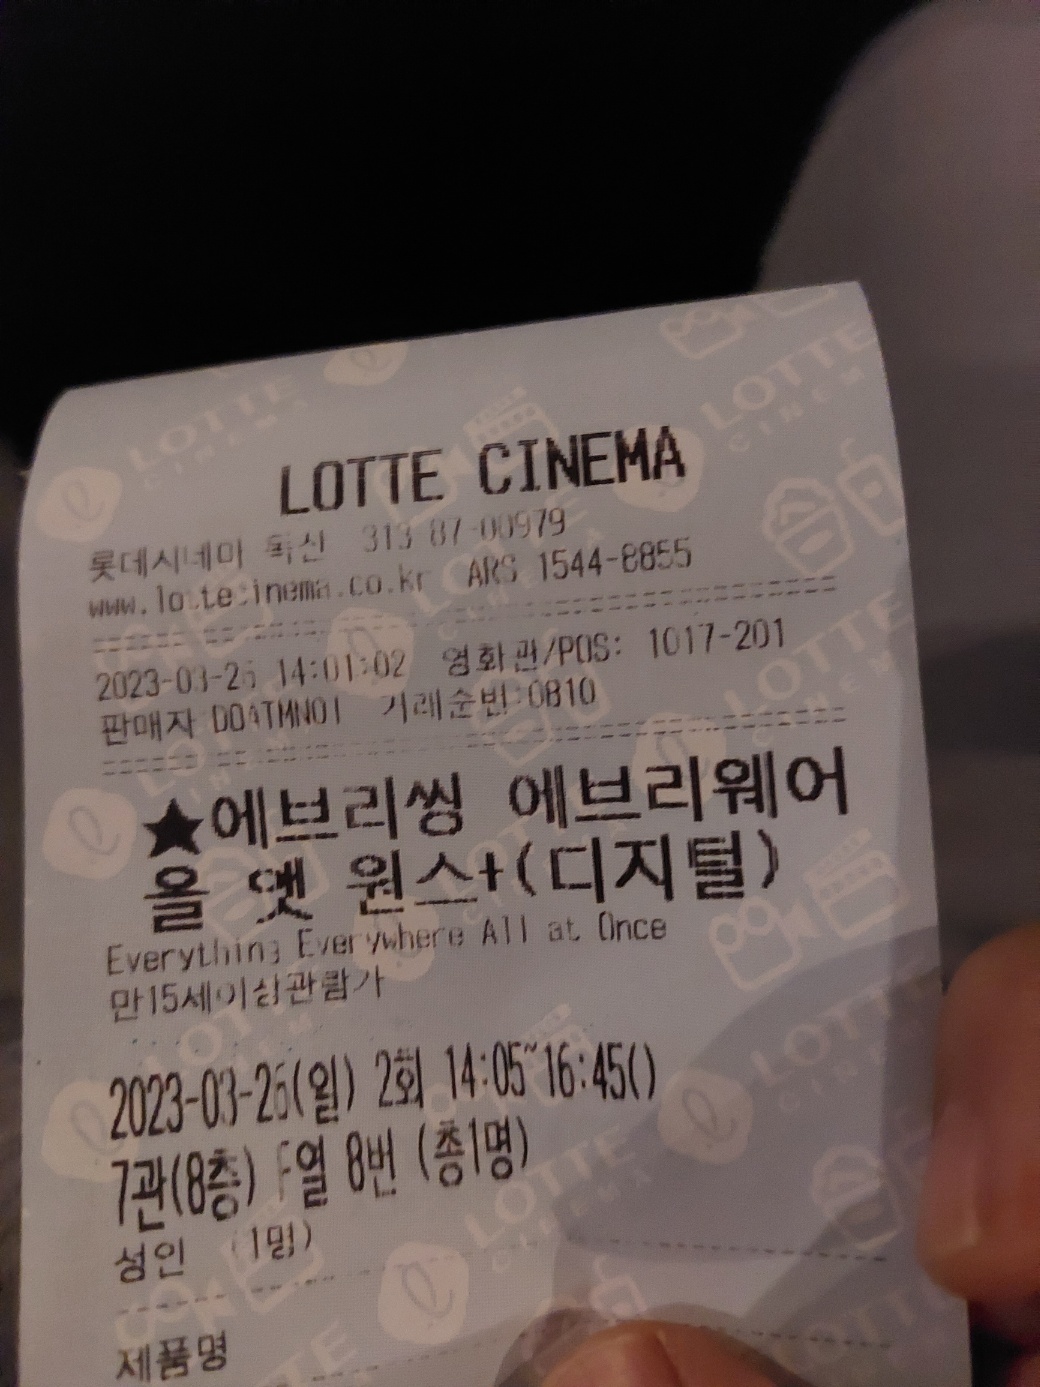 LOTTE CINEMA
롯데시네마 독산 313-87-00979
www.lottecinema.co.kr ARS 1544-8855
2023-03-26 14:01:02 영화관/POS: 1017-201
판매자 DOATMN01 거래순번:0810
★에브리씽 에브리웨어
올 앳 원스+(디지털)
Everything Everywhere All at Once
만15세이상관람가
2023-03-26(일) 2회 14:05~16:45()
7관(8층) F열 8번 (총1명)
성인 (1명)
제품명